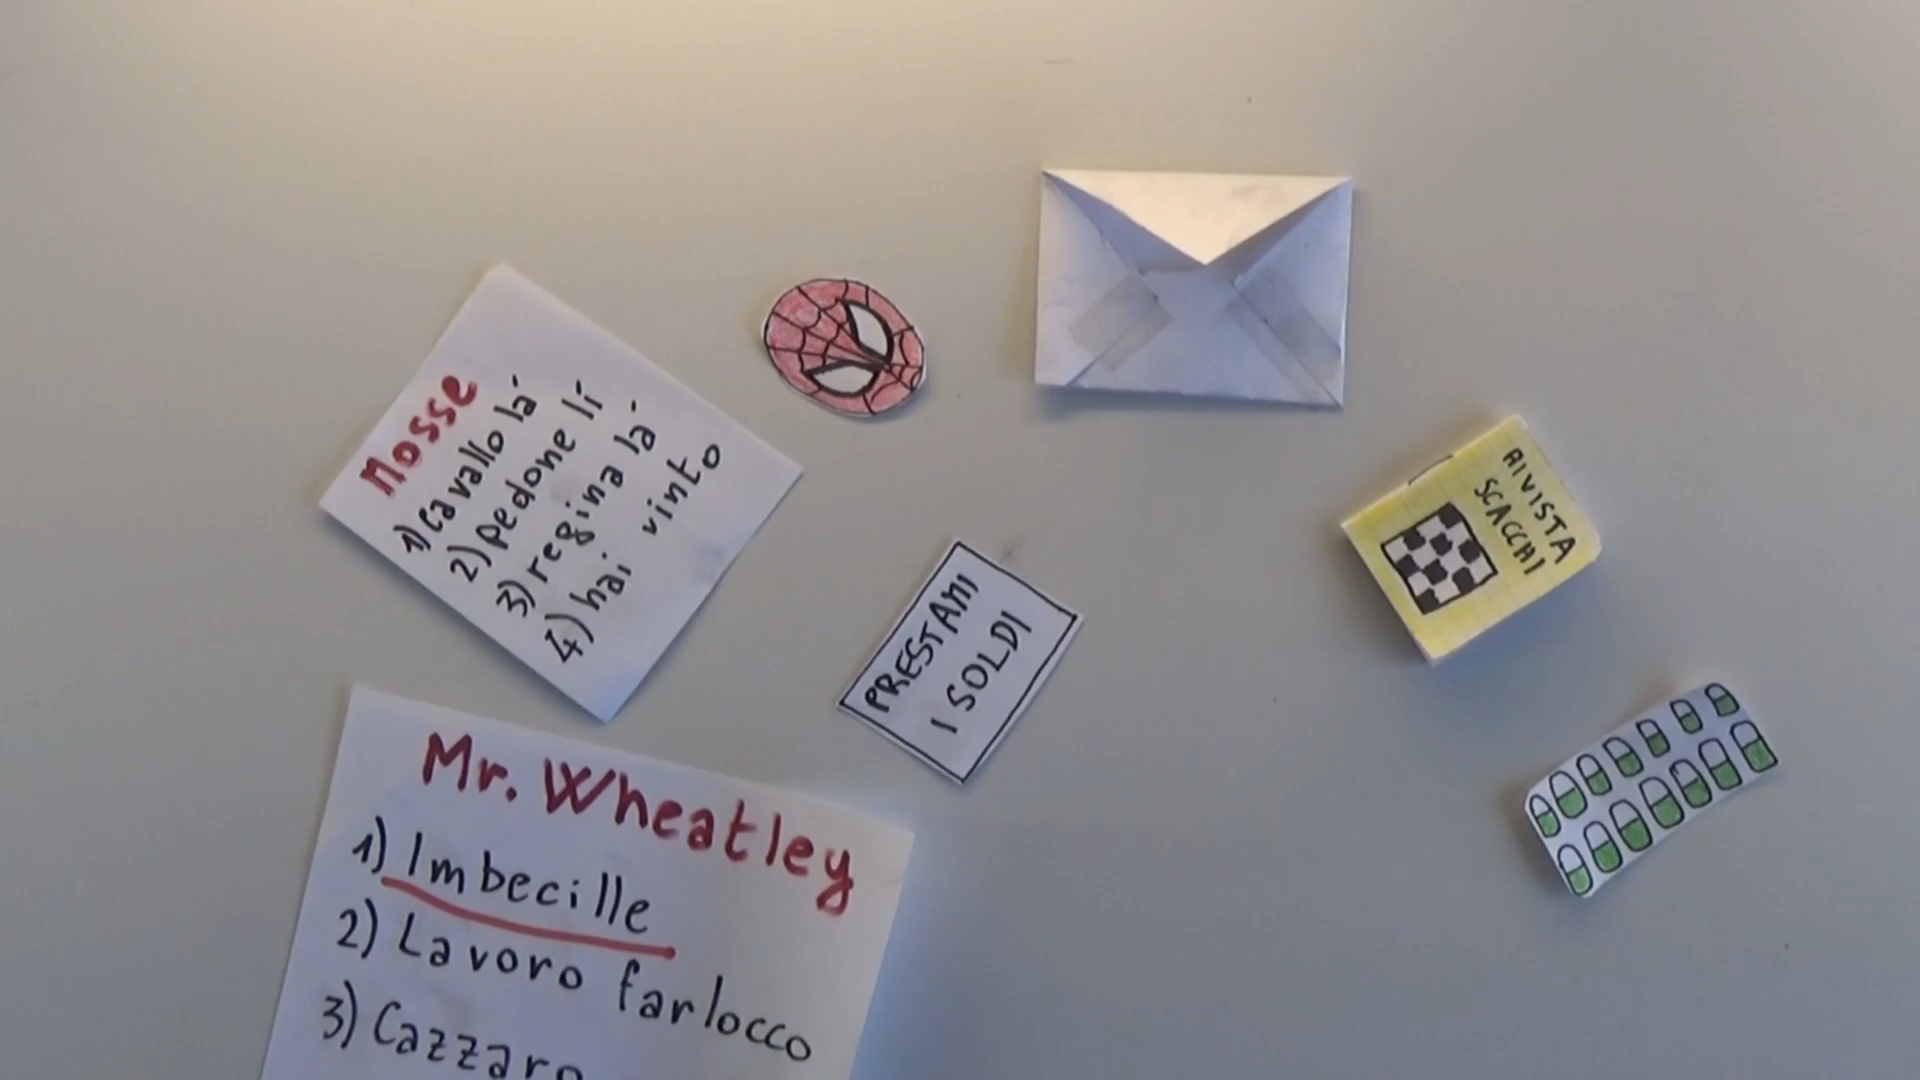 Mosse
1) cavallo là
2) pedone lì
3) regina là
4) hai vinto
PRESTAMI
I SOLDI
RIVISTA
SCACCHI
Mr. Wheatley
1) Imbecille
2) Lavoro farlocco
3) Cazzaro